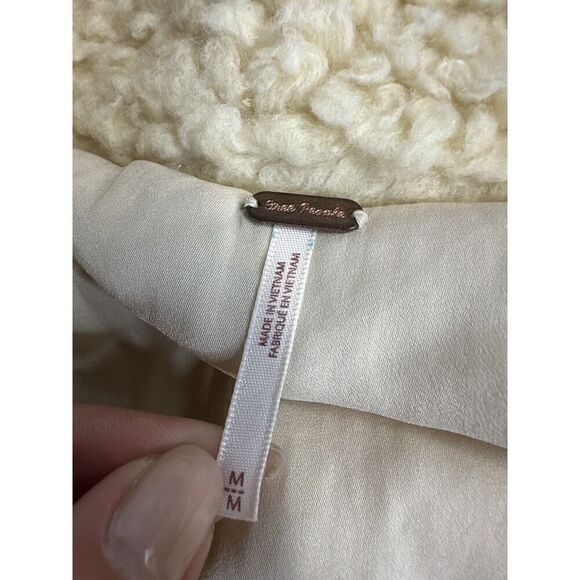 Free People
MADE IN VIETNAM
FABRIQUÉ EN VIETNAM
M
M